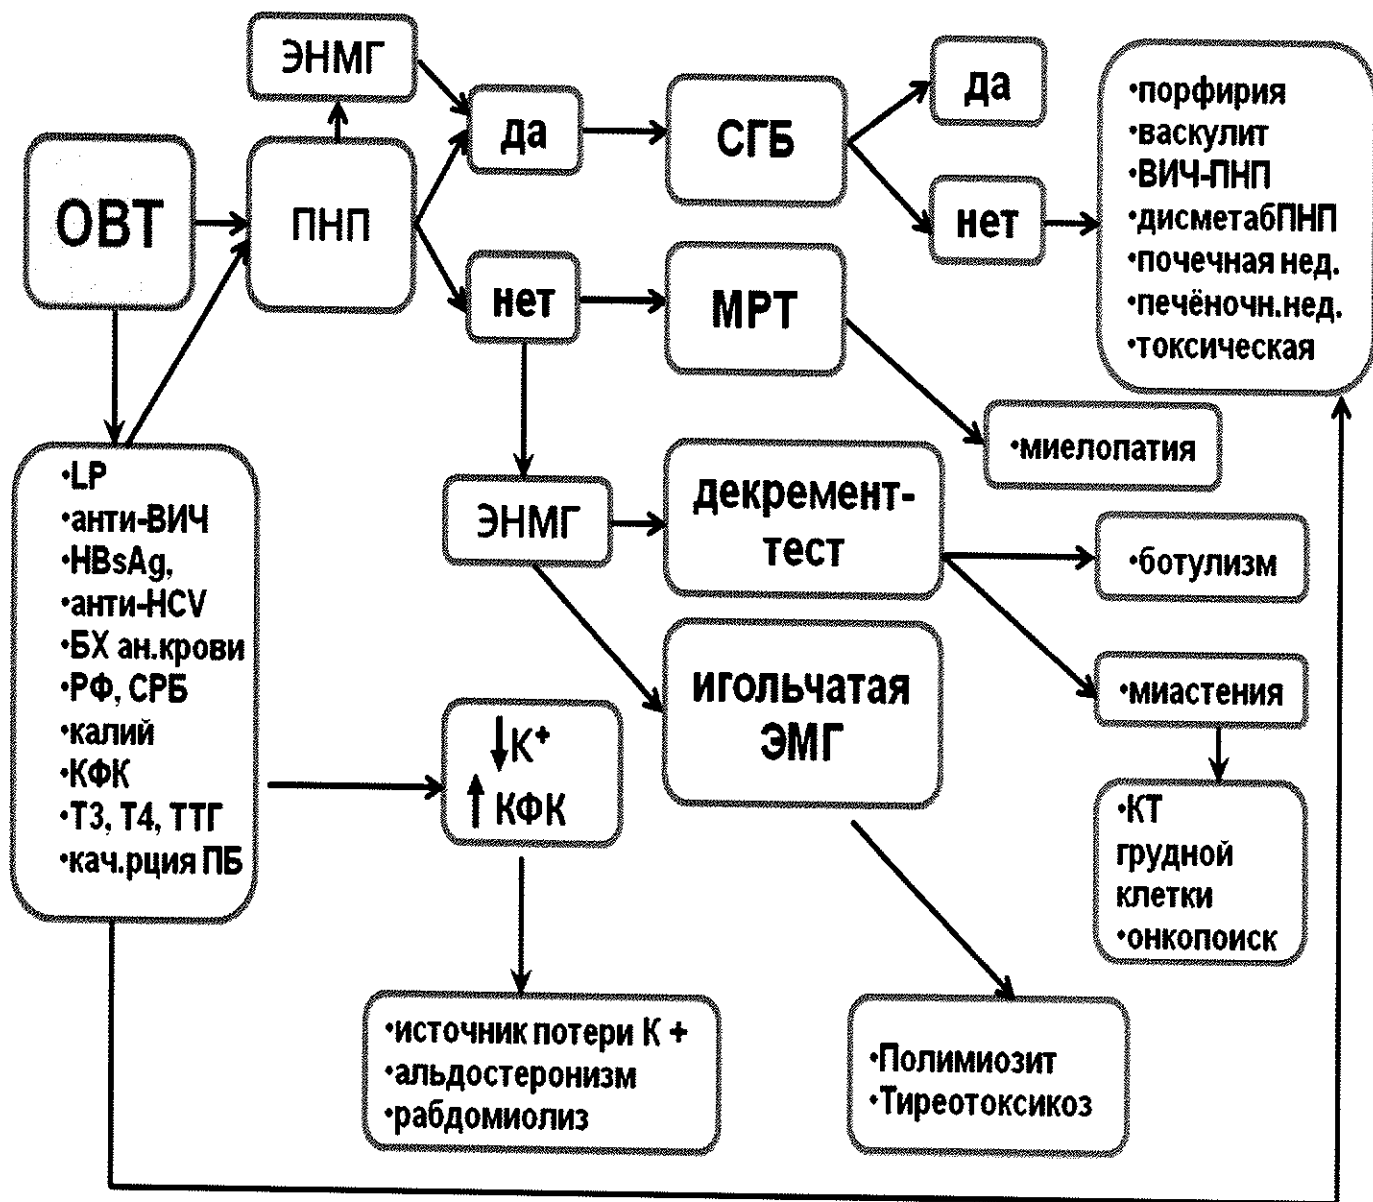 ЭНМГ
да
СГБ
да
•порфирия
•васкулит
•ВИЧ-ПНП
•дисметабПНП
•почечная нед.
•печёночн.нед.
•токсическая
ОВТ
ПНП
нет
нет
МРТ
•миелопатия
•LP
•анти-ВИЧ
•HBsAg,
•анти-HCV
•БХ ан.крови
•РФ, СРБ
•калий
•КФК
•Т3, Т4, ТТГ
•кач.рция ПБ
ЭНМГ
декремент-
тест
•ботулизм
•миастения
игольчатая
ЭМГ
↓К+
↑ КФК
•КТ
грудной
клетки
•онкопоиск
•источник потери К +
•альдостеронизм
•рабдомиолиз
•Полимиозит
•Тиреотоксикоз